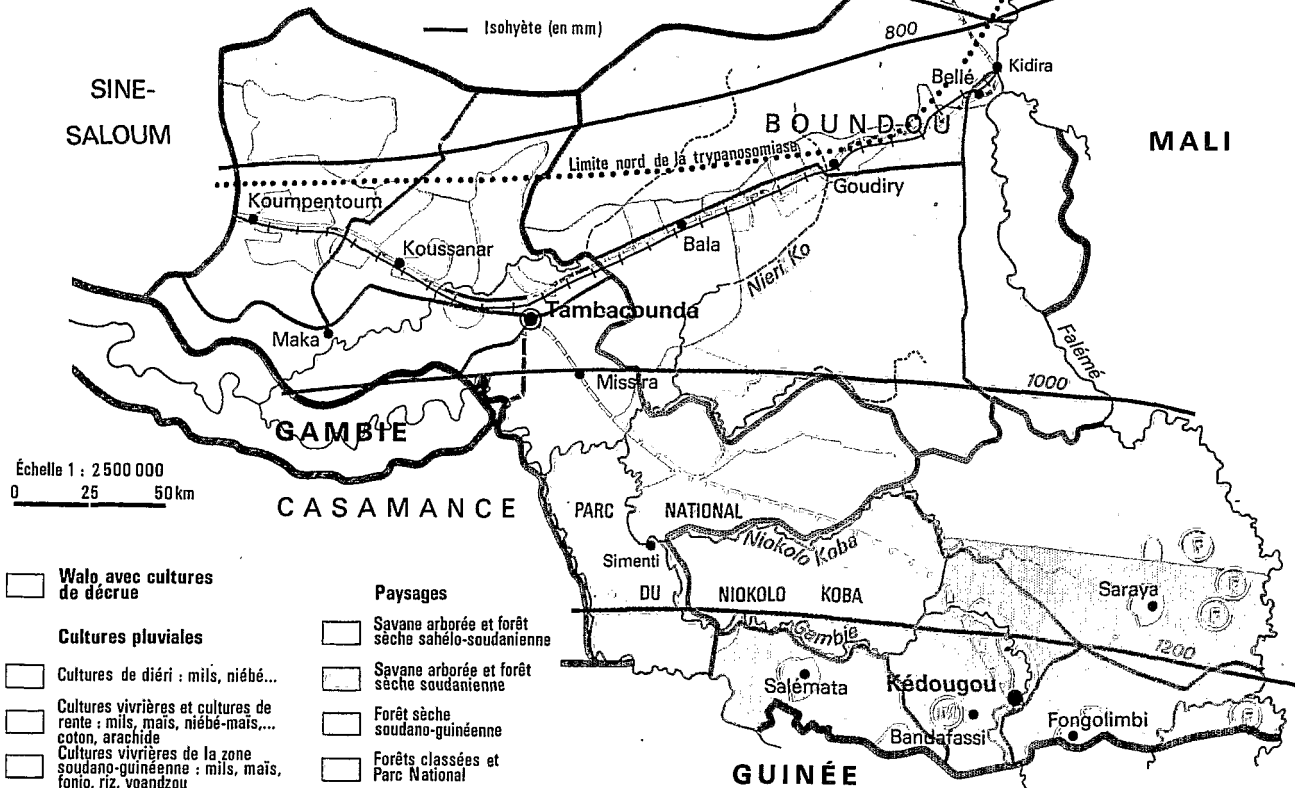 Isohyète (en mm)
800
Kidira
Bellé
SINE-
SALOUM
BOUNDOU
MALI
Limite nord de la trypanosomiase
Goudiry
Koumpentoum
Bala
Koussanar
Nieri Ko
Tambacounda
Maka
Falémé
Missira
1000
GAMBIE
Échelle 1 : 2 500 000
0 25 50 km
CASAMANCE
PARC NATIONAL
Niokolo Koba
Simenti
DU NIOKOLO KOBA
Saraya
Gambie
1200
Salémata
Kédougou
Bandafassi
Fongolimbi
GUINÉE
F
F
F
F
Walo avec cultures
de décrue
Cultures pluviales
Cultures de diéri : mils, niébé...
Cultures vivrières et cultures de
rente : mils, maïs, niébé-maïs,...
coton, arachide
Cultures vivrières de la zone
soudano-guinéenne : mils, maïs,
fonio, riz, voandzou
Paysages
Savane arborée et forêt
sèche sahélo-soudanienne
Savane arborée et forêt
sèche soudanienne
Forêt sèche
soudano-guinéenne
Forêts classées et
Parc National